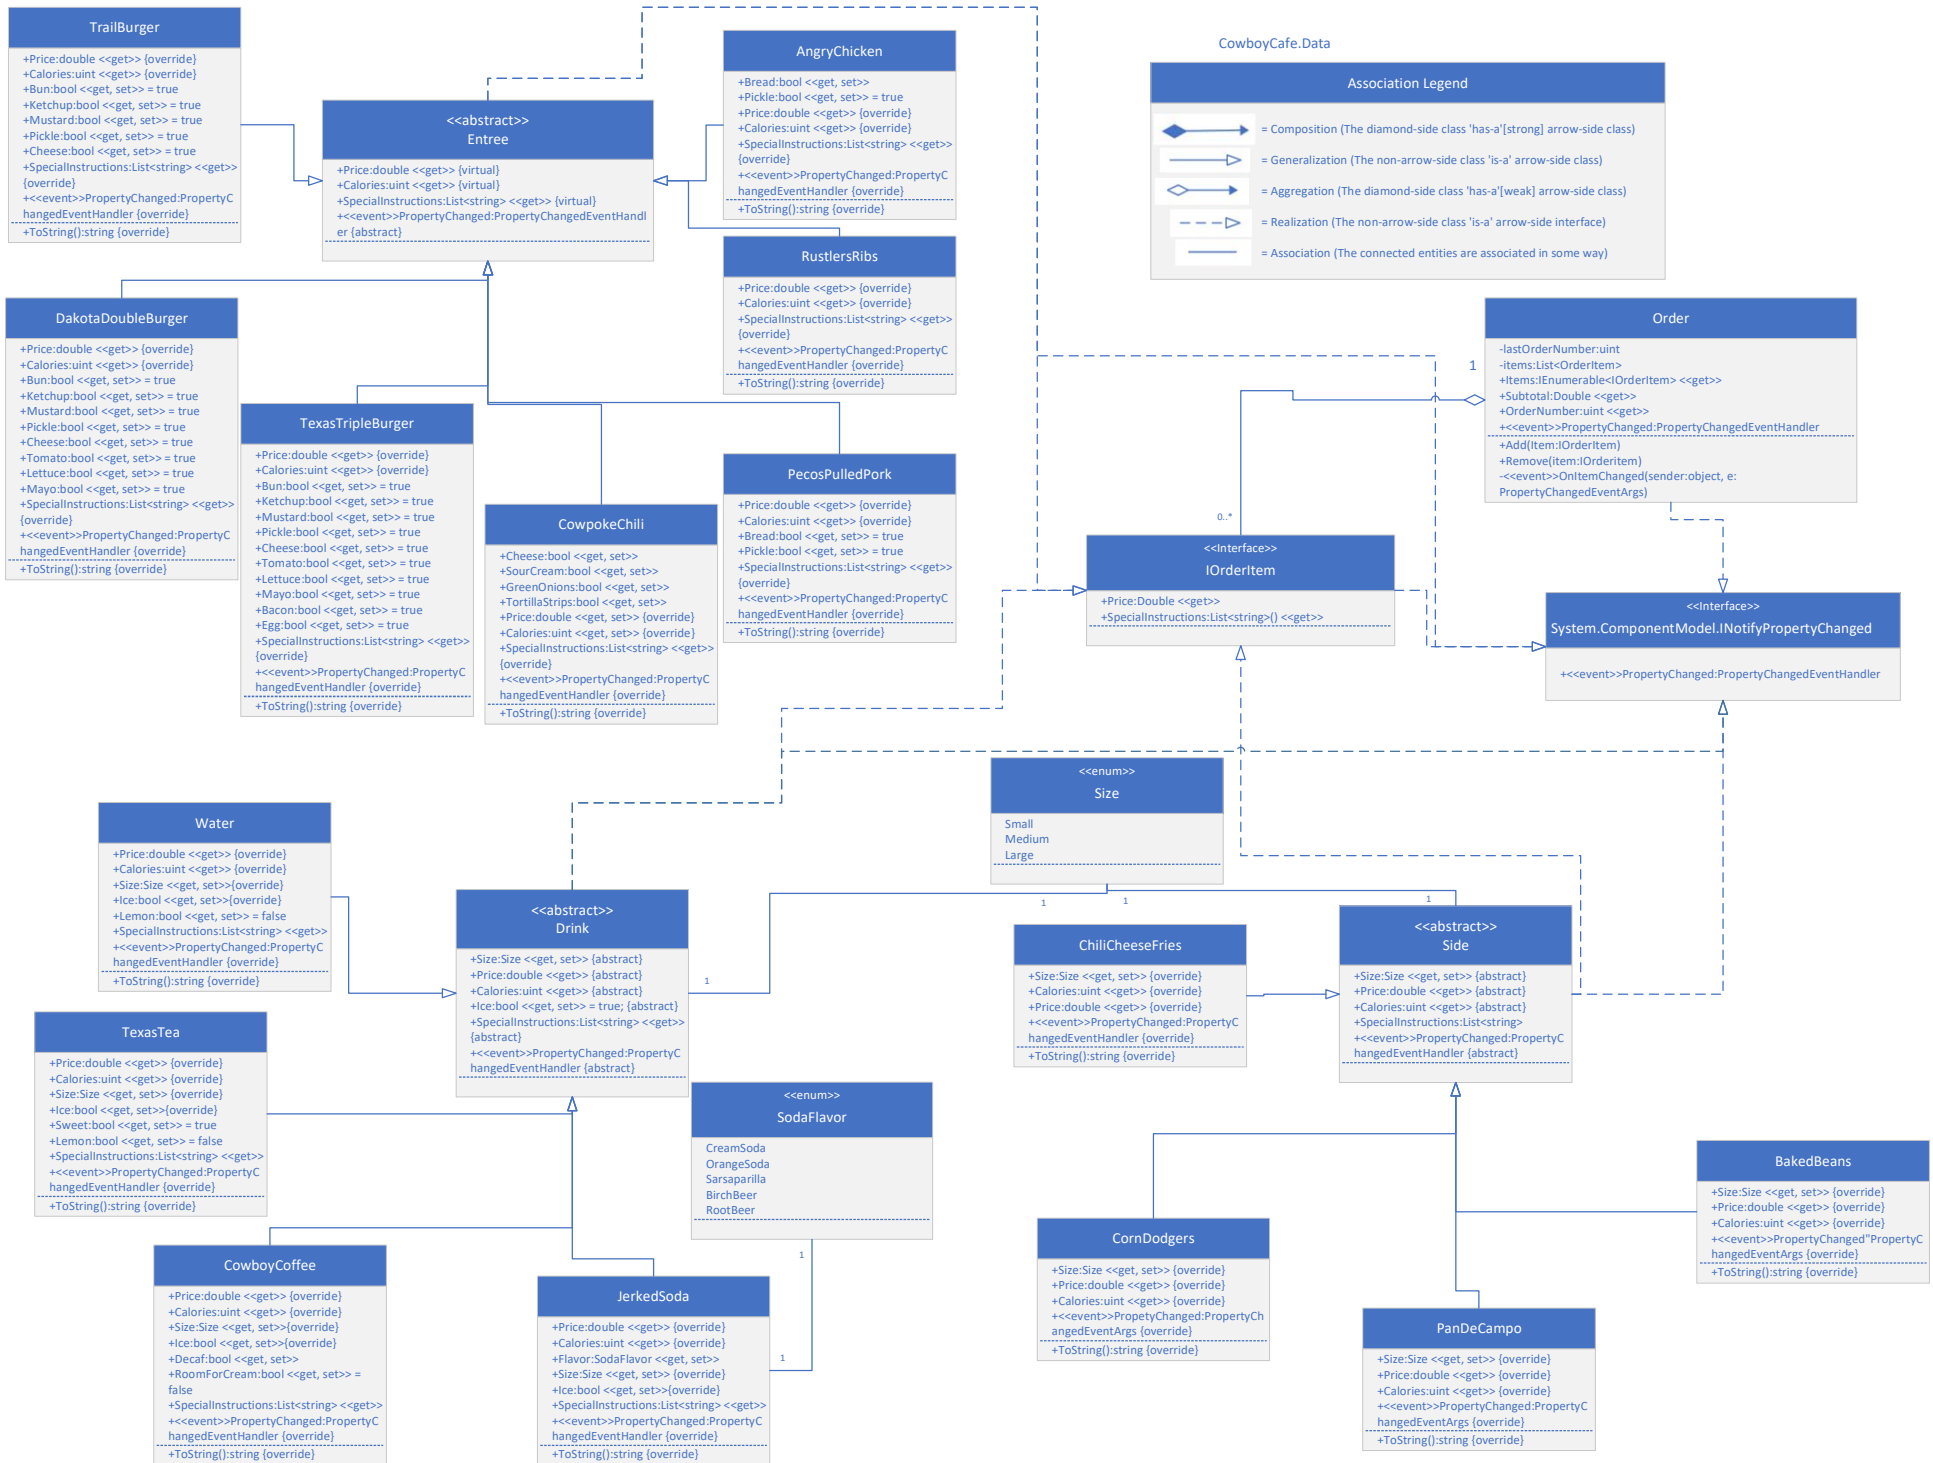 TrailBurger
+Price:double <<get>> {override}
+Calories:uint <<get>> {override}
+Bun:bool <<get, set>> = true
+Ketchup:bool <<get, set>> = true
+Mustard:bool <<get, set>> = true
+Pickle:bool <<get, set>> = true
+Cheese:bool <<get, set>> = true
+SpecialInstructions:List<string> <<get>>
{override}
+<<event>>PropertyChanged:PropertyC
hangedEventHandler {override}
+ToString():string {override}
<<abstract>>
Entree
+Price:double <<get>> {virtual}
+Calories:uint <<get>> {virtual}
+SpecialInstructions:List<string> <<get>> {virtual}
+<<event>>PropertyChanged:PropertyChangedEventHandl
er {abstract}
AngryChicken
+Bread:bool <<get, set>>
+Pickle:bool <<get, set>> = true
+Price:double <<get>> {override}
+Calories:uint <<get>> {override}
+SpecialInstructions:List<string> <<get>>
{override}
+<<event>>PropertyChanged:PropertyC
hangedEventHandler {override}
+ToString():string {override}
CowboyCafe.Data
Association Legend
= Composition (The diamond-side class 'has-a'[strong] arrow-side class)
= Generalization (The non-arrow-side class 'is-a' arrow-side class)
= Aggregation (The diamond-side class 'has-a'[weak] arrow-side class)
= Realization (The non-arrow-side class 'is-a' arrow-side interface)
= Association (The connected entities are associated in some way)
RustlersRibs
+Price:double <<get>> {override}
+Calories:uint <<get>> {override}
+SpecialInstructions:List<string> <<get>>
{override}
+<<event>>PropertyChanged:PropertyC
hangedEventHandler {override}
+ToString():string {override}
DakotaDoubleBurger
+Price:double <<get>> {override}
+Calories:uint <<get>> {override}
+Bun:bool <<get, set>> = true
+Ketchup:bool <<get, set>> = true
+Mustard:bool <<get, set>> = true
+Pickle:bool <<get, set>> = true
+Cheese:bool <<get, set>> = true
+Tomato:bool <<get, set>> = true
+Lettuce:bool <<get, set>> = true
+Mayo:bool <<get, set>> = true
+SpecialInstructions:List<string> <<get>>
{override}
+<<event>>PropertyChanged:PropertyC
hangedEventHandler {override}
+ToString():string {override}
TexasTripleBurger
+Price:double <<get>> {override}
+Calories:uint <<get>> {override}
+Bun:bool <<get, set>> = true
+Ketchup:bool <<get, set>> = true
+Mustard:bool <<get, set>> = true
+Pickle:bool <<get, set>> = true
+Cheese:bool <<get, set>> = true
+Tomato:bool <<get, set>> = true
+Lettuce:bool <<get, set>> = true
+Mayo:bool <<get, set>> = true
+Bacon:bool <<get, set>> = true
+Egg:bool <<get, set>> = true
+SpecialInstructions:List<string> <<get>>
{override}
+<<event>>PropertyChanged:PropertyC
hangedEventHandler {override}
+ToString():string {override}
CowpokeChili
+Cheese:bool <<get, set>>
+SourCream:bool <<get, set>>
+GreenOnions:bool <<get, set>>
+TortillaStrips:bool <<get, set>>
+Price:double <<get, set>> {override}
+Calories:uint <<get, set>> {override}
+SpecialInstructions:List<string> <<get>>
{override}
+<<event>>PropertyChanged:PropertyC
hangedEventHandler {override}
+ToString():string {override}
PecosPulledPork
+Price:double <<get>> {override}
+Calories:uint <<get>> {override}
+Bread:bool <<get, set>> = true
+Pickle:bool <<get, set>> = true
+SpecialInstructions:List<string> <<get>>
{override}
+<<event>>PropertyChanged:PropertyC
hangedEventHandler {override}
+ToString():string {override}
Order
-lastOrderNumber:uint
-items:List<OrderItem>
+Items:IEnumerable<IOrderItem> <<get>>
+Subtotal:Double <<get>>
+OrderNumber:uint <<get>>
+<<event>>PropertyChanged:PropertyChangedEventHandler
+Add(Item:IOrderItem)
+Remove(item:IOrderitem)
-<<event>>OnItemChanged(sender:object, e:
PropertyChangedEventArgs)
1
0..*
<<Interface>>
IOrderItem
+Price:Double <<get>>
+SpecialInstructions:List<string>() <<get>>
<<Interface>>
System.ComponentModel.INotifyPropertyChanged
+<<event>>PropertyChanged:PropertyChangedEventHandler
<<enum>>
Size
Small
Medium
Large
1
1
1
1
Water
+Price:double <<get>> {override}
+Calories:uint <<get>> {override}
+Size:Size <<get, set>>{override}
+Ice:bool <<get, set>>{override}
+Lemon:bool <<get, set>> = false
+SpecialInstructions:List<string> <<get>>
+<<event>>PropertyChanged:PropertyC
hangedEventHandler {override}
+ToString():string {override}
<<abstract>>
Drink
+Size:Size <<get, set>> {abstract}
+Price:double <<get>> {abstract}
+Calories:uint <<get>> {abstract}
+Ice:bool <<get, set>> = true; {abstract}
+SpecialInstructions:List<string> <<get>>
{abstract}
+<<event>>PropertyChanged:PropertyC
hangedEventHandler {abstract}
ChiliCheeseFries
+Size:Size <<get, set>> {override}
+Calories:uint <<get>> {override}
+Price:double <<get>> {override}
+<<event>>PropertyChanged:PropertyC
hangedEventHandler {override}
+ToString():string {override}
<<abstract>>
Side
+Size:Size <<get, set>> {abstract}
+Price:double <<get>> {abstract}
+Calories:uint <<get>> {abstract}
+SpecialInstructions:List<string>
+<<event>>PropertyChanged:PropertyC
hangedEventHandler {abstract}
TexasTea
+Price:double <<get>> {override}
+Calories:uint <<get>> {override}
+Size:Size <<get, set>> {override}
+Ice:bool <<get, set>>{override}
+Sweet:bool <<get, set>> = true
+Lemon:bool <<get, set>> = false
+SpecialInstructions:List<string> <<get>>
+<<event>>PropertyChanged:PropertyC
hangedEventHandler {override}
+ToString():string {override}
<<enum>>
SodaFlavor
CreamSoda
OrangeSoda
Sarsaparilla
BirchBeer
RootBeer
1
1
CowboyCoffee
+Price:double <<get>> {override}
+Calories:uint <<get>> {override}
+Size:Size <<get, set>>{override}
+Ice:bool <<get, set>>{override}
+Decaf:bool <<get, set>>
+RoomForCream:bool <<get, set>> =
false
+SpecialInstructions:List<string> <<get>>
+<<event>>PropertyChanged:PropertyC
hangedEventHandler {override}
+ToString():string {override}
JerkedSoda
+Price:double <<get>> {override}
+Calories:uint <<get>> {override}
+Flavor:SodaFlavor <<get, set>>
+Size:Size <<get, set>> {override}
+Ice:bool <<get, set>>{override}
+SpecialInstructions:List<string> <<get>>
+<<event>>PropertyChanged:PropertyC
hangedEventHandler {override}
+ToString():string {override}
CornDodgers
+Size:Size <<get, set>> {override}
+Price:double <<get>> {override}
+Calories:uint <<get>> {override}
+<<event>>PropetyChanged:PropertyCh
angedEventArgs {override}
+ToString():string {override}
BakedBeans
+Size:Size <<get, set>> {override}
+Price:double <<get>> {override}
+Calories:uint <<get>> {override}
+<<event>>PropertyChanged"PropertyC
hangedEventArgs {override}
+ToString():string {override}
PanDeCampo
+Size:Size <<get, set>> {override}
+Price:double <<get>> {override}
+Calories:uint <<get>> {override}
+<<event>>PropertyChanged:PropertyC
hangedEventArgs {override}
+ToString():string {override}